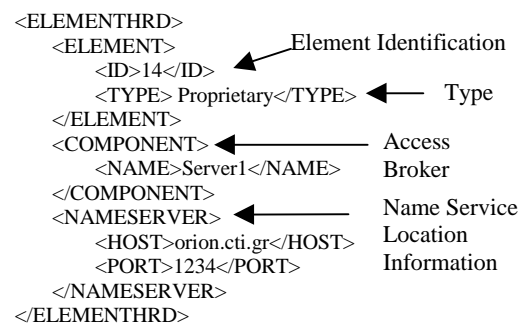 <ELEMENTHRD>
<ELEMENT>
Element Identification
<ID>14</ID>
<TYPE> Proprietary</TYPE>
Type
</ELEMENT>
<COMPONENT>
Access
Broker
<NAME>Server1</NAME>
</COMPONENT>
<NAMESERVER>
Name Service
Location
Information
<HOST>orion.cti.gr</HOST>
<PORT>1234</PORT>
</NAMESERVER>
</ELEMENTHRD>